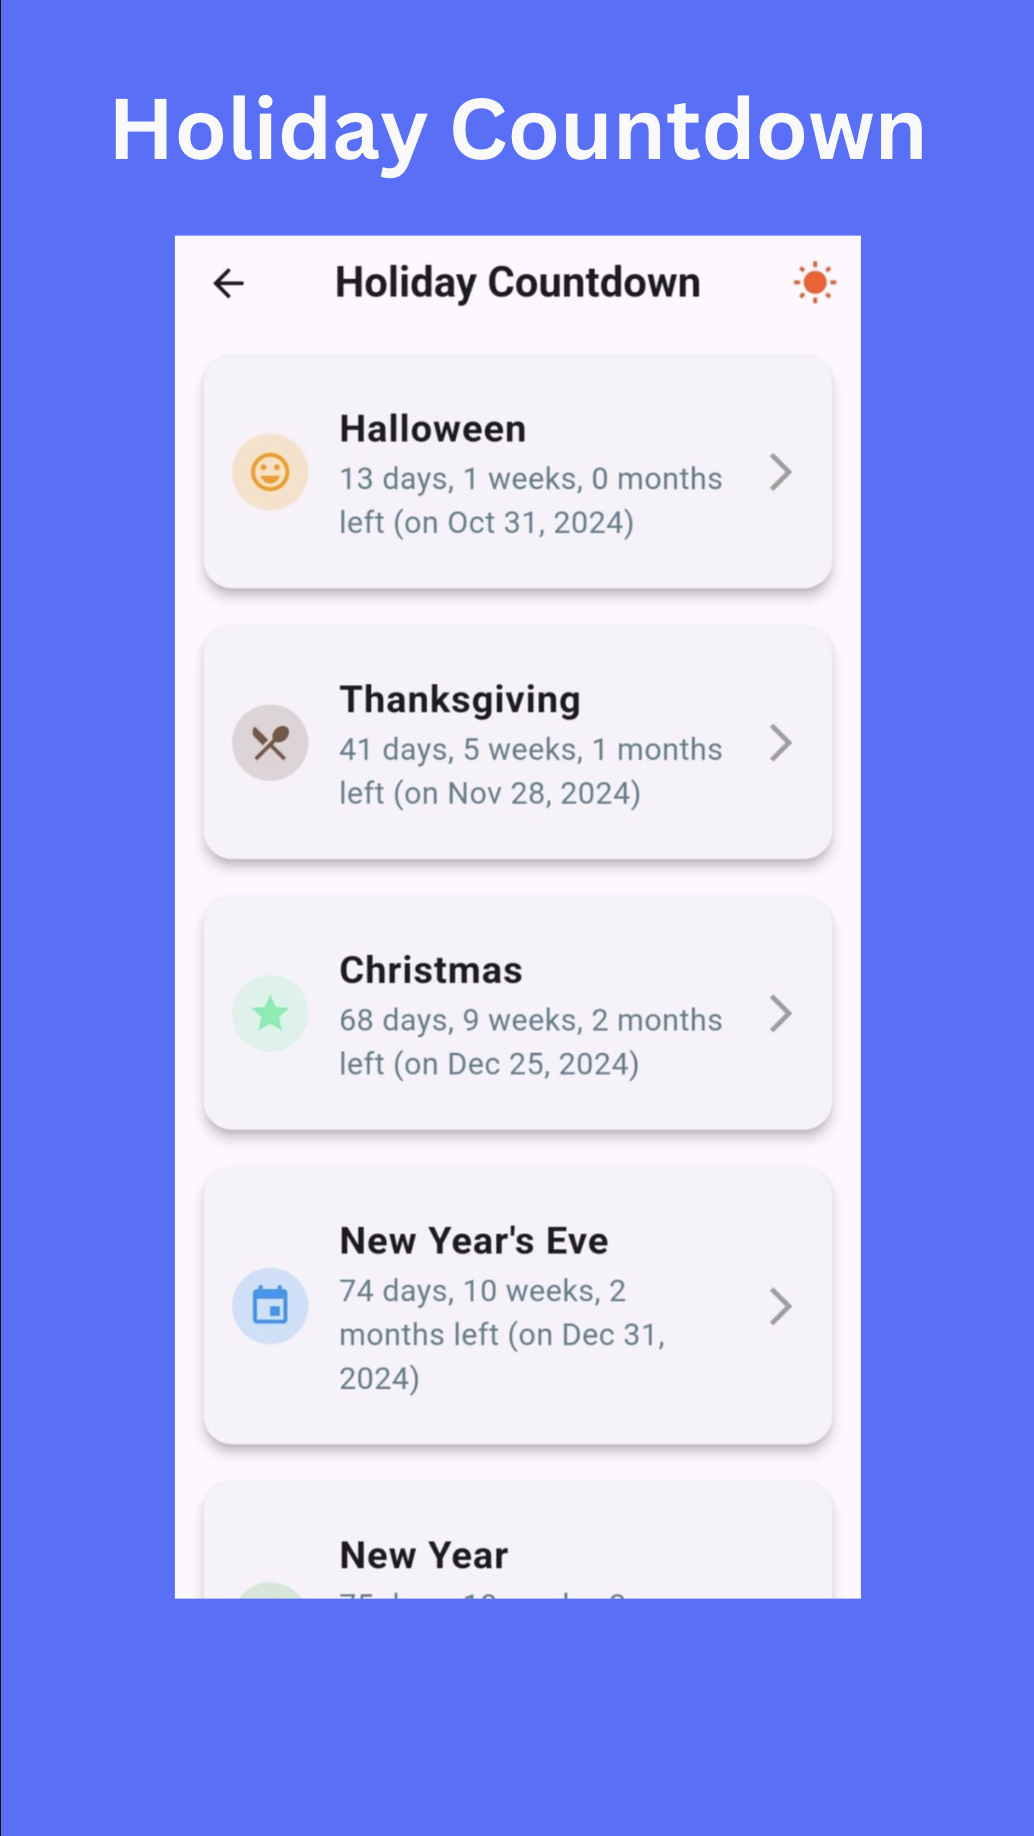 Holiday Countdown
Holiday Countdown
Halloween
13 days, 1 weeks, 0 months
left (on Oct 31, 2024)
Thanksgiving
41 days, 5 weeks, 1 months
left (on Nov 28, 2024)
Christmas
68 days, 9 weeks, 2 months
left (on Dec 25, 2024)
New Year's Eve
74 days, 10 weeks, 2
months left (on Dec 31,
2024)
New Year